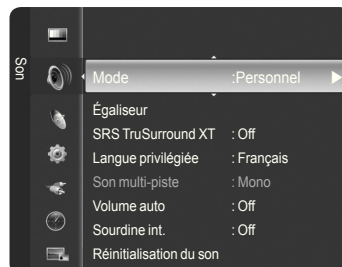 Son
Mode :Personnel
Égaliseur
SRS TruSurround XT : Off
Langue privilégiée : Français
Son multi-piste : Mono
Volume auto : Off
Sourdine int. : Off
Réinitialisation du son